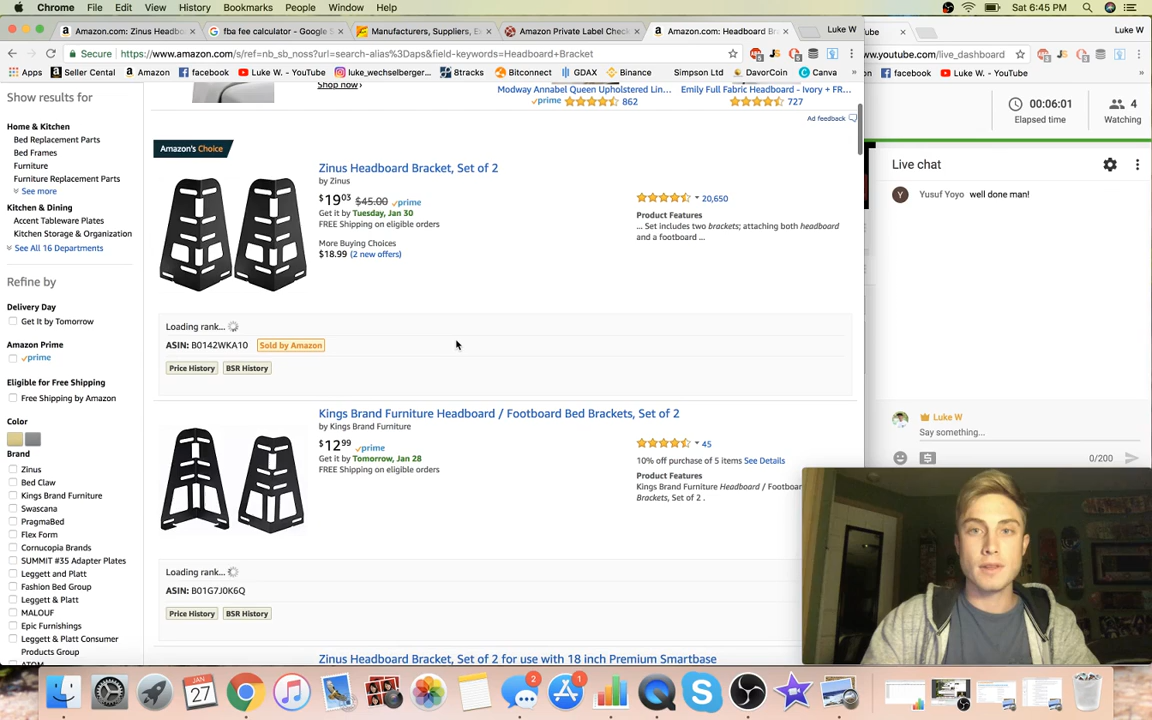 Chrome File Edit View History Bookmarks People Window Help
Sat 6:45 PM Luke W
Amazon.com: Zinus Headbo
fba fee calculator - Google S
Manufacturers, Suppliers, Ex
Amazon Private Label Check
Amazon.com: Headboard Br
Luke W
ube
Luke W
Secure https://www.amazon.com/s/ref=nb_sb_noss?url=search-alias%3Daps&field-keywords=Headboard+Bracket
www.youtube.com/live_dashboard
Apps Seller Cental Amazon facebook Luke W. - YouTube luke_wechselberger... 8tracks Bitconnect GDAX Binance Simpson Ltd DavorCoin Canva
facebook Luke W. - YouTube
Show results for
Home & Kitchen
Bed Replacement Parts
Bed Frames
Furniture
Furniture Replacement Parts
See more
Kitchen & Dining
Accent Tableware Plates
Kitchen Storage & Organization
See All 16 Departments
Refine by
Delivery Day
Get It by Tomorrow
Amazon Prime
prime
Eligible for Free Shipping
Free Shipping by Amazon
Color
Brand
Zinus
Bed Claw
Kings Brand Furniture
Swascana
PragmaBed
Flex Form
Cornucopia Brands
SUMMIT #35 Adapter Plates
Leggett and Platt
Fashion Bed Group
Leggett & Platt
MALOUF
Epic Furnishings
Leggett & Platt Consumer
Products Group
ATOM
Shop now
Modway Annabel Queen Upholstered Lin...
prime 862
Emily Full Fabric Headboard - Ivory + FR...
727
Ad feedback
Amazon's Choice
Zinus Headboard Bracket, Set of 2
by Zinus
$19 03 $45.00 prime
Get it by Tuesday, Jan 30
FREE Shipping on eligible orders
More Buying Choices
$18.99 (2 new offers)
20,650
Product Features
... Set includes two brackets; attaching both headboard
and a footboard ...
Loading rank...
ASIN: B0142WKA10 Sold by Amazon
Price History BSR History
Kings Brand Furniture Headboard / Footboard Bed Brackets, Set of 2
by Kings Brand Furniture
$12 99 prime
Get it by Tomorrow, Jan 28
FREE Shipping on eligible orders
45
10% off purchase of 5 items See Details
Product Features
Kings Brand Furniture Headboard / Footboar
Brackets, Set of 2 .
Loading rank...
ASIN: B01G7J0K6Q
Price History BSR History
Zinus Headboard Bracket, Set of 2 for use with 18 inch Premium Smartbase
00:06:01
Elapsed time
4
Watching
Live chat
Y Yusuf Yoyo well done man!
Luke W
Say something...
0/200
JAN
27
2
1